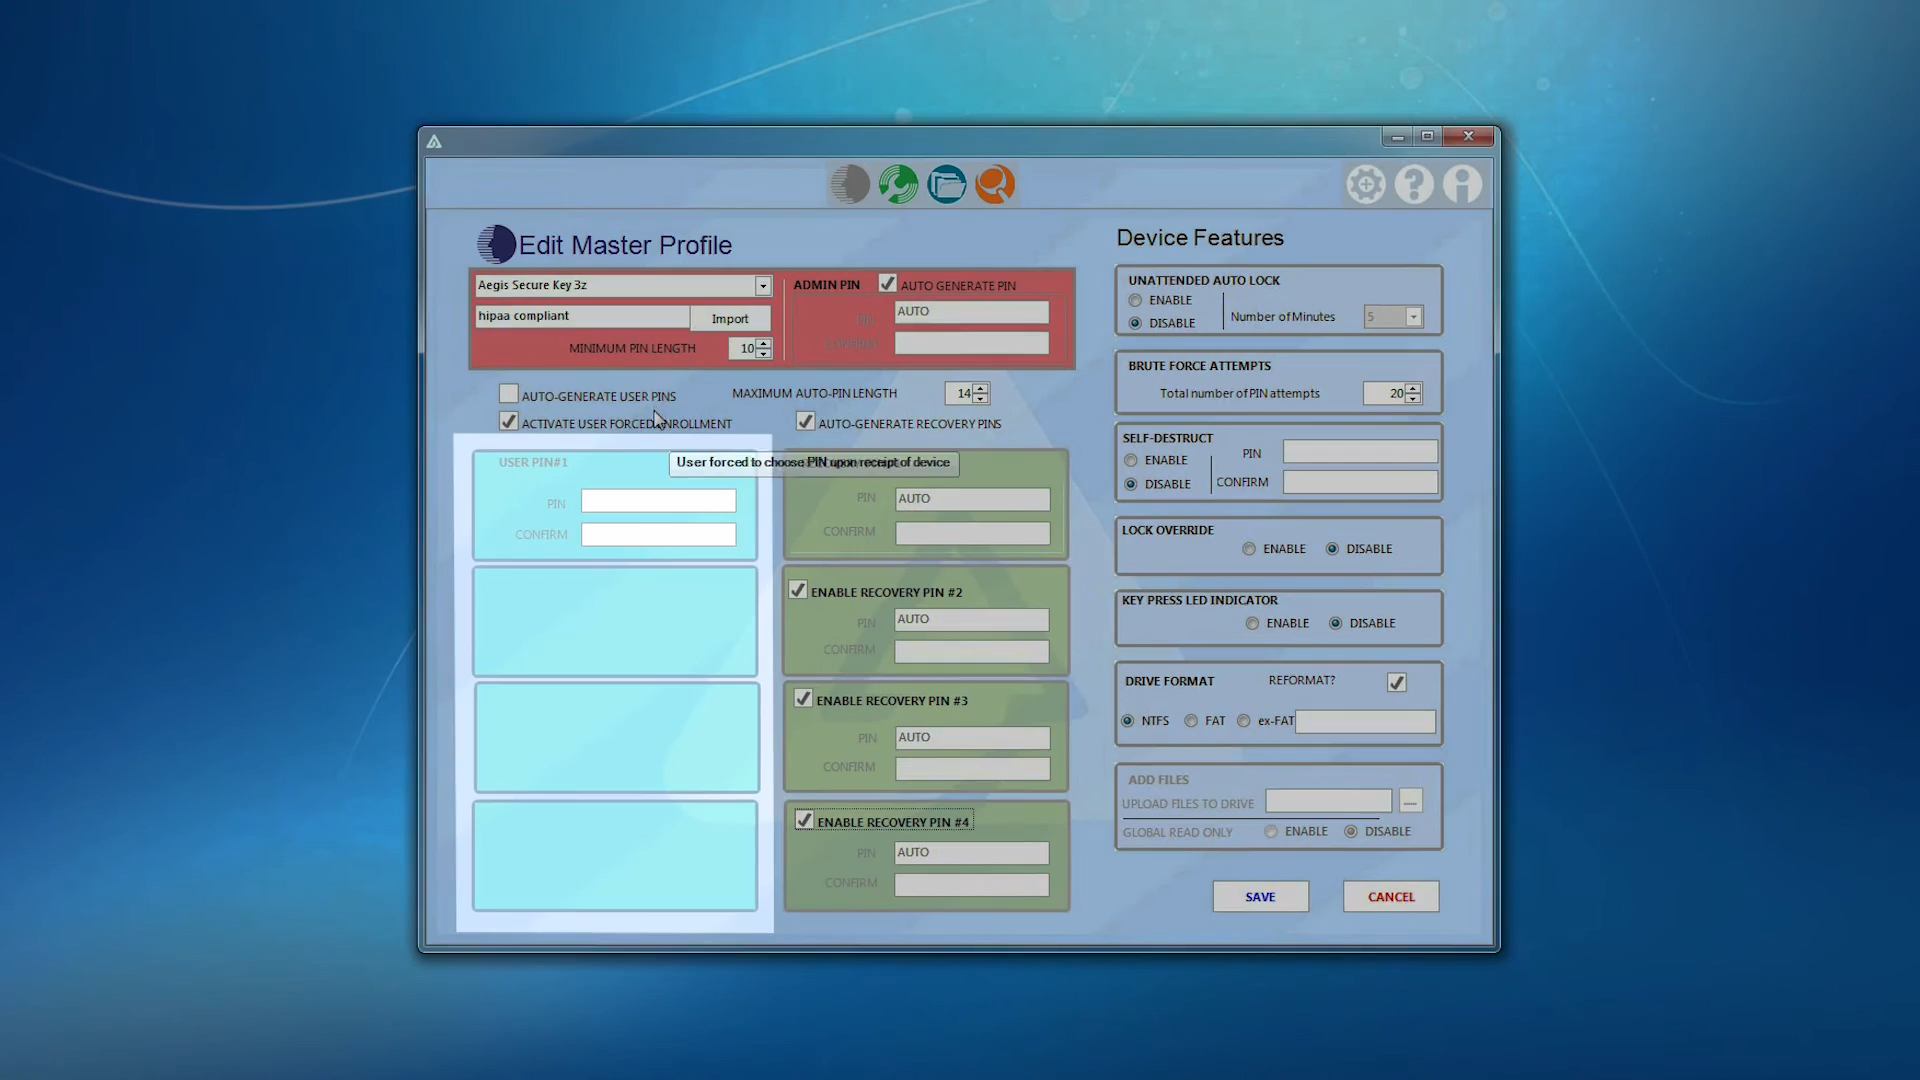 Edit Master Profile
Aegis Secure Key 3z
hipaa compliant
Import
MINIMUM PIN LENGTH 10
ADMIN PIN
AUTO GENERATE PIN
PIN AUTO
CONFIRM
AUTO-GENERATE USER PINS
MAXIMUM AUTO-PIN LENGTH 14
ACTIVATE USER FORCED ENROLLMENT
AUTO-GENERATE RECOVERY PINS
USER PIN#1
PIN
CONFIRM
User forced to choose PIN upon receipt of device
PIN AUTO
CONFIRM
ENABLE RECOVERY PIN #2
PIN AUTO
CONFIRM
ENABLE RECOVERY PIN #3
PIN AUTO
CONFIRM
ENABLE RECOVERY PIN #4
PIN AUTO
CONFIRM
Device Features
UNATTENDED AUTO LOCK
ENABLE
DISABLE
Number of Minutes 5
BRUTE FORCE ATTEMPTS
Total number of PIN attempts 20
SELF-DESTRUCT
ENABLE
DISABLE
PIN
CONFIRM
LOCK OVERRIDE
ENABLE DISABLE
KEY PRESS LED INDICATOR
ENABLE DISABLE
DRIVE FORMAT REFORMAT?
NTFS FAT ex-FAT
ADD FILES
UPLOAD FILES TO DRIVE ...
GLOBAL READ ONLY ENABLE DISABLE
SAVE CANCEL